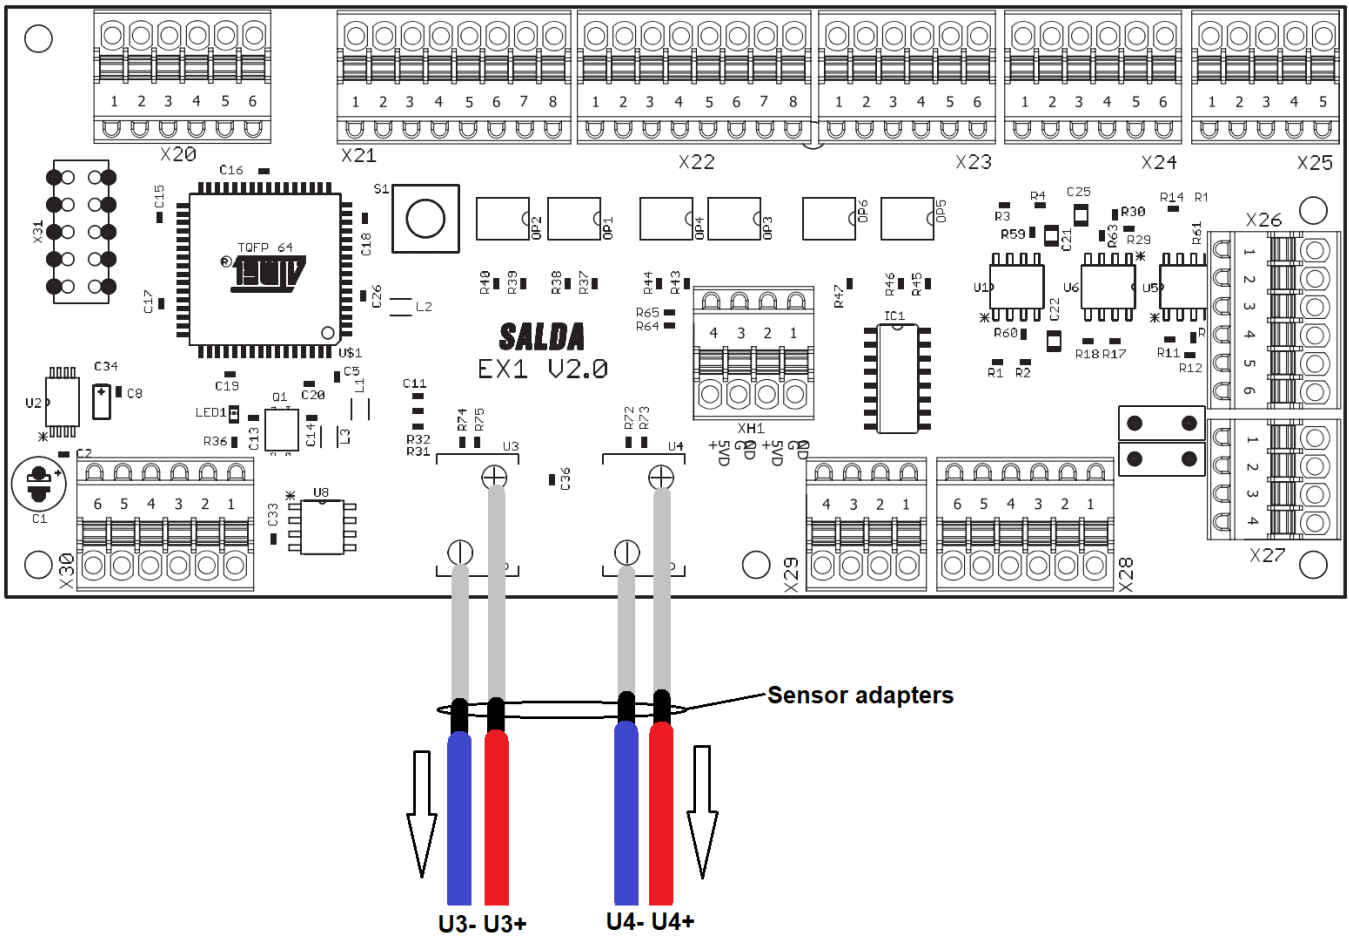 1 2 3 4 5 6
X20
1 2 3 4 5 6 7 8
X21
1 2 3 4 5 6 7 8
X22
1 2 3 4 5 6
X23
1 2 3 4 5 6
X24
1 2 3 4 5
X25
X31
C15
C16
C17
TQFP 64
®
ATMEL
U$1
C18
C26
L2
S1
OP2
OP1
OP4
OP3
OP6
OP5
R40
R39
R38
R37
R44
R43
R47
R46
R45
R65
R64
R3
R4
C25
R30
R14
R1
R59
C21
R63
R29
R61
U1
U6
U5
R60
C22
R18
R17
R11
R
R12
R1
R2
X26
1
2
3
4
5
6
SALDA
EX1 V2.0
4 3 2 1
XH1
+
5VD
GND
+
5VD
GND
IC1
C34
C8
U2
C19
C20
C5
L1
LED1
Q1
R36
C13
C14
L3
C11
R32
R31
R74
R75
U3
R72
R73
U4
C36
C2
+
C1
6 5 4 3 2 1
X30
U8
C33
4 3 2 1
X29
6 5 4 3 2 1
X28
1
2
3
4
X27
Sensor adapters
U3- U3+
U4- U4+